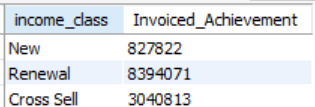 income_class Invoiced_Achievement
New 827822
Renewal 8394071
Cross Sell 3040813